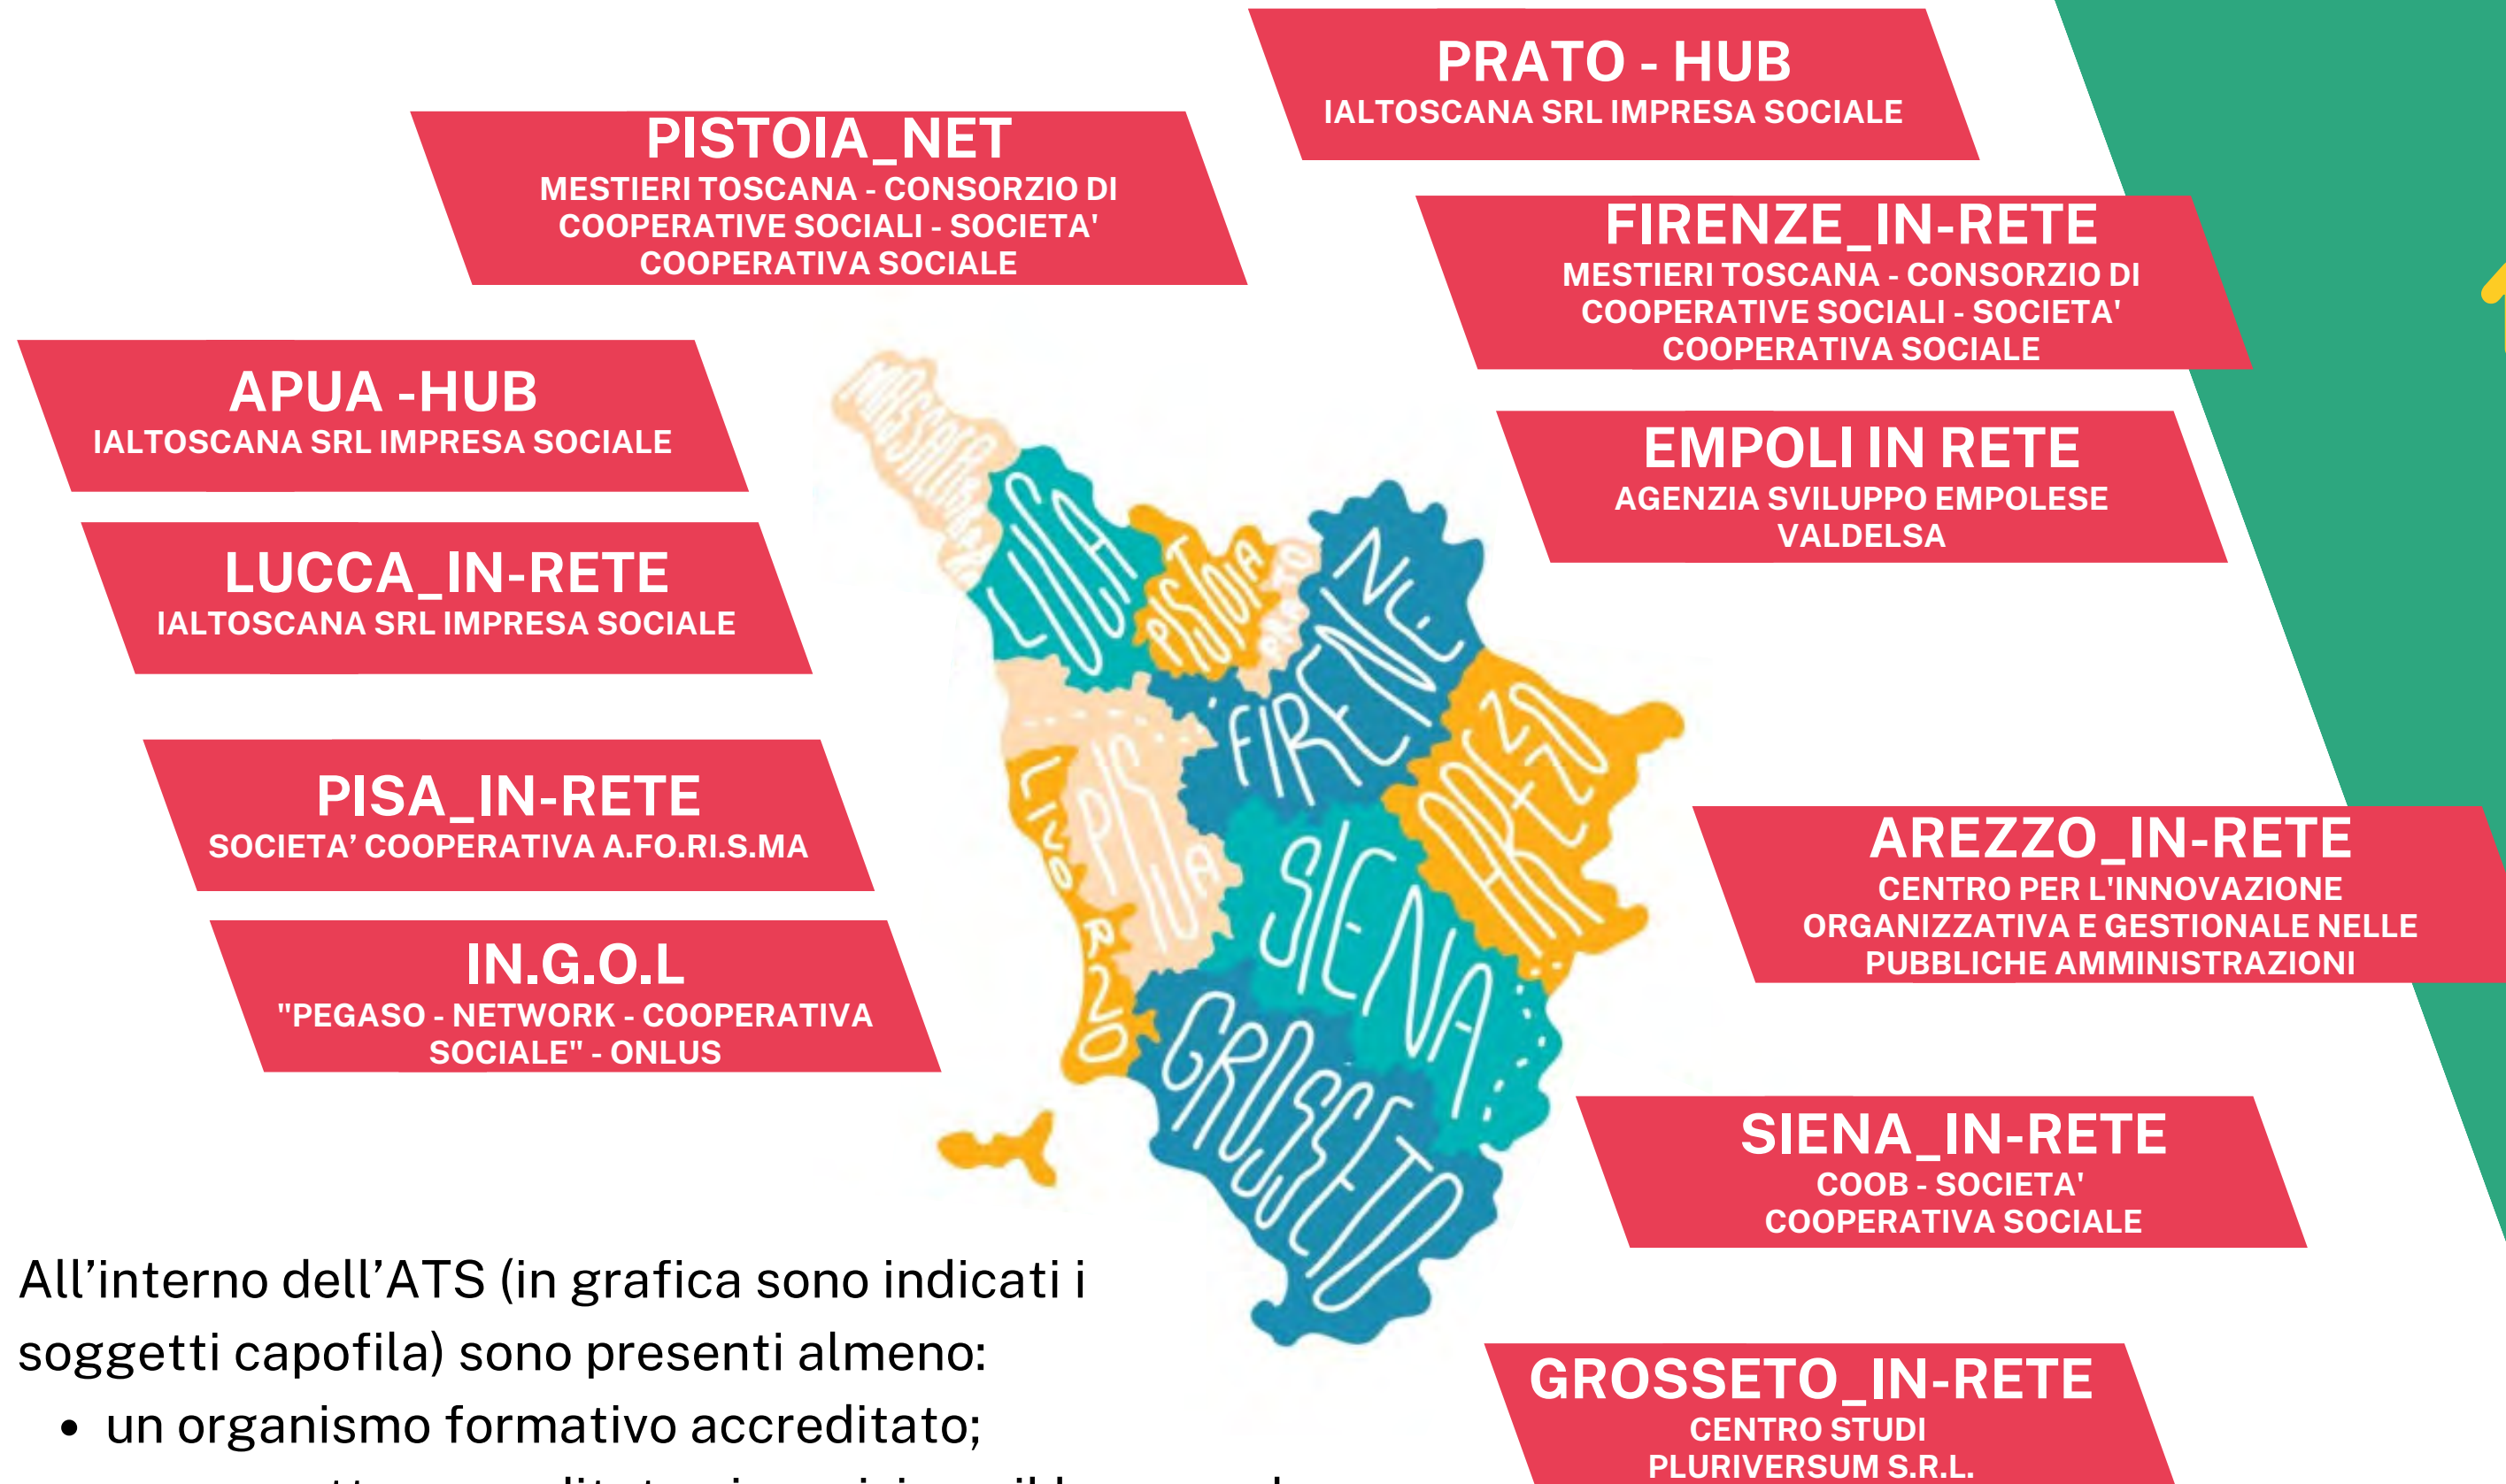 PRATO - HUB
IALTOSCANA SRL IMPRESA SOCIALE
PISTOIA_NET
MESTIERI TOSCANA - CONSORZIO DI
COOPERATIVE SOCIALI - SOCIETA'
COOPERATIVA SOCIALE
FIRENZE_IN-RETE
MESTIERI TOSCANA - CONSORZIO DI
COOPERATIVE SOCIALI - SOCIETA'
COOPERATIVA SOCIALE
APUA -HUB
IALTOSCANA SRL IMPRESA SOCIALE
EMPOLI IN RETE
AGENZIA SVILUPPO EMPOLESE
VALDELSA
LUCCA_IN-RETE
IALTOSCANA SRL IMPRESA SOCIALE
PISA_IN-RETE
SOCIETA’ COOPERATIVA A.FO.RI.S.MA
AREZZO_IN-RETE
CENTRO PER L'INNOVAZIONE
ORGANIZZATIVA E GESTIONALE NELLE
PUBBLICHE AMMINISTRAZIONI
IN.G.O.L
"PEGASO - NETWORK - COOPERATIVA
SOCIALE" - ONLUS
SIENA_IN-RETE
COOB - SOCIETA'
COOPERATIVA SOCIALE
GROSSETO_IN-RETE
CENTRO STUDI
PLURIVERSUM S.R.L.
LUCCA
PISTOIA
PRATO
FIRENZE
AREZZO
LIVORNO
PISA
SIENA
GROSSETO
All’interno dell’ATS (in grafica sono indicati i
soggetti capofila) sono presenti almeno:
• un organismo formativo accreditato;